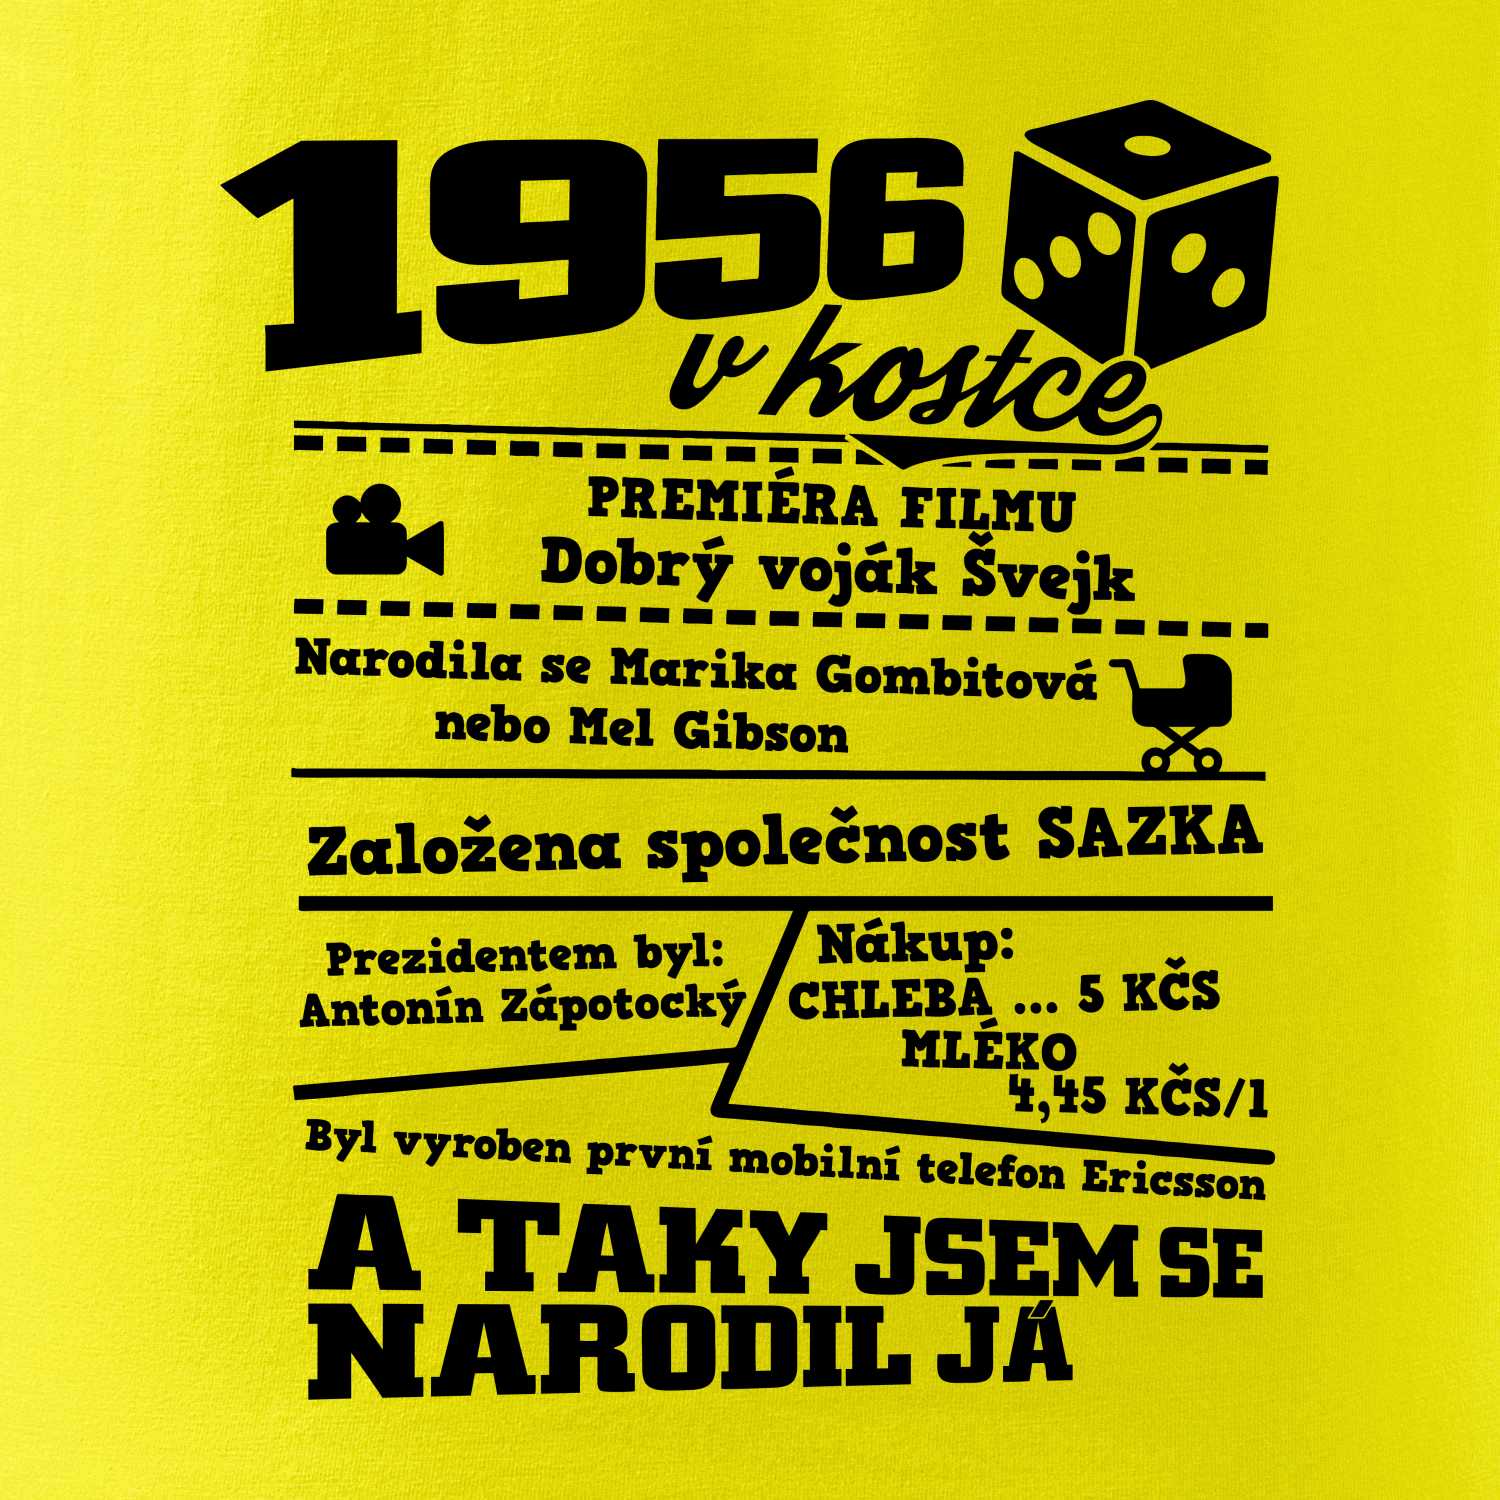 1956
v kostce
PREMIÉRA FILMU
Dobrý voják Švejk
Narodila se Marika Gombitová
nebo Mel Gibson
Založena společnost SAZKA
Prezidentem byl:
Antonín Zápotocký
Nákup:
CHLEBA ... 5 KČS
MLÉKO
4,45 KČS/l
Byl vyroben první mobilní telefon Ericsson
A TAKY JSEM SE
NARODIL JÁ